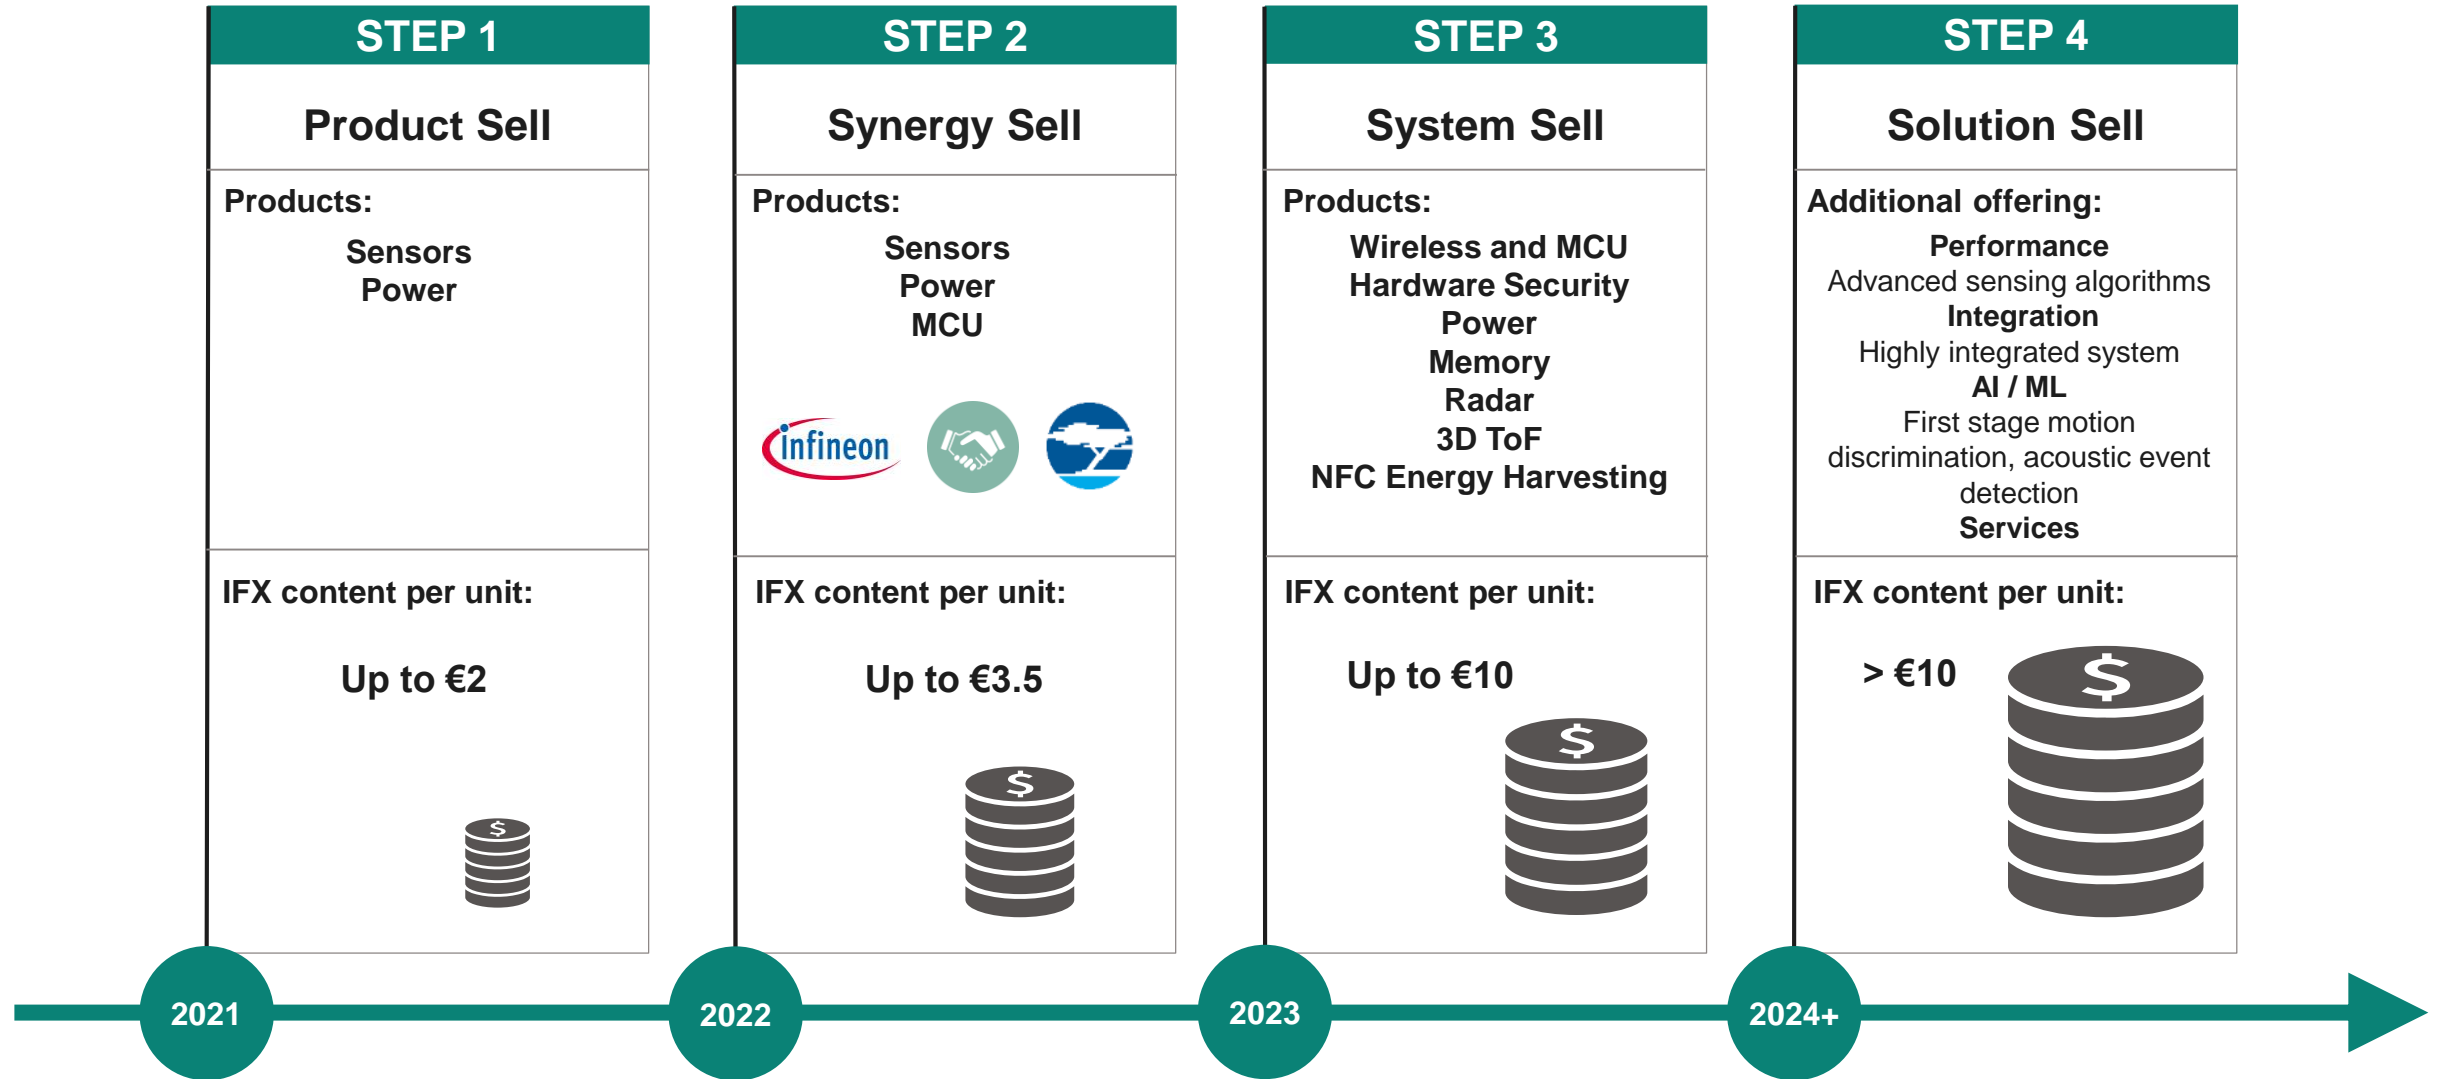 STEP 1
Product Sell
Products:
Sensors
Power
IFX content per unit:
Up to €2
$
2021
STEP 2
Synergy Sell
Products:
Sensors
Power
MCU
infineon
IFX content per unit:
Up to €3.5
$
2022
STEP 3
System Sell
Products:
Wireless and MCU
Hardware Security
Power
Memory
Radar
3D ToF
NFC Energy Harvesting
IFX content per unit:
Up to €10
$
2023
STEP 4
Solution Sell
Additional offering:
Performance
Advanced sensing algorithms
Integration
Highly integrated system
AI / ML
First stage motion
discrimination, acoustic event
detection
Services
IFX content per unit:
> €10
$
2024+